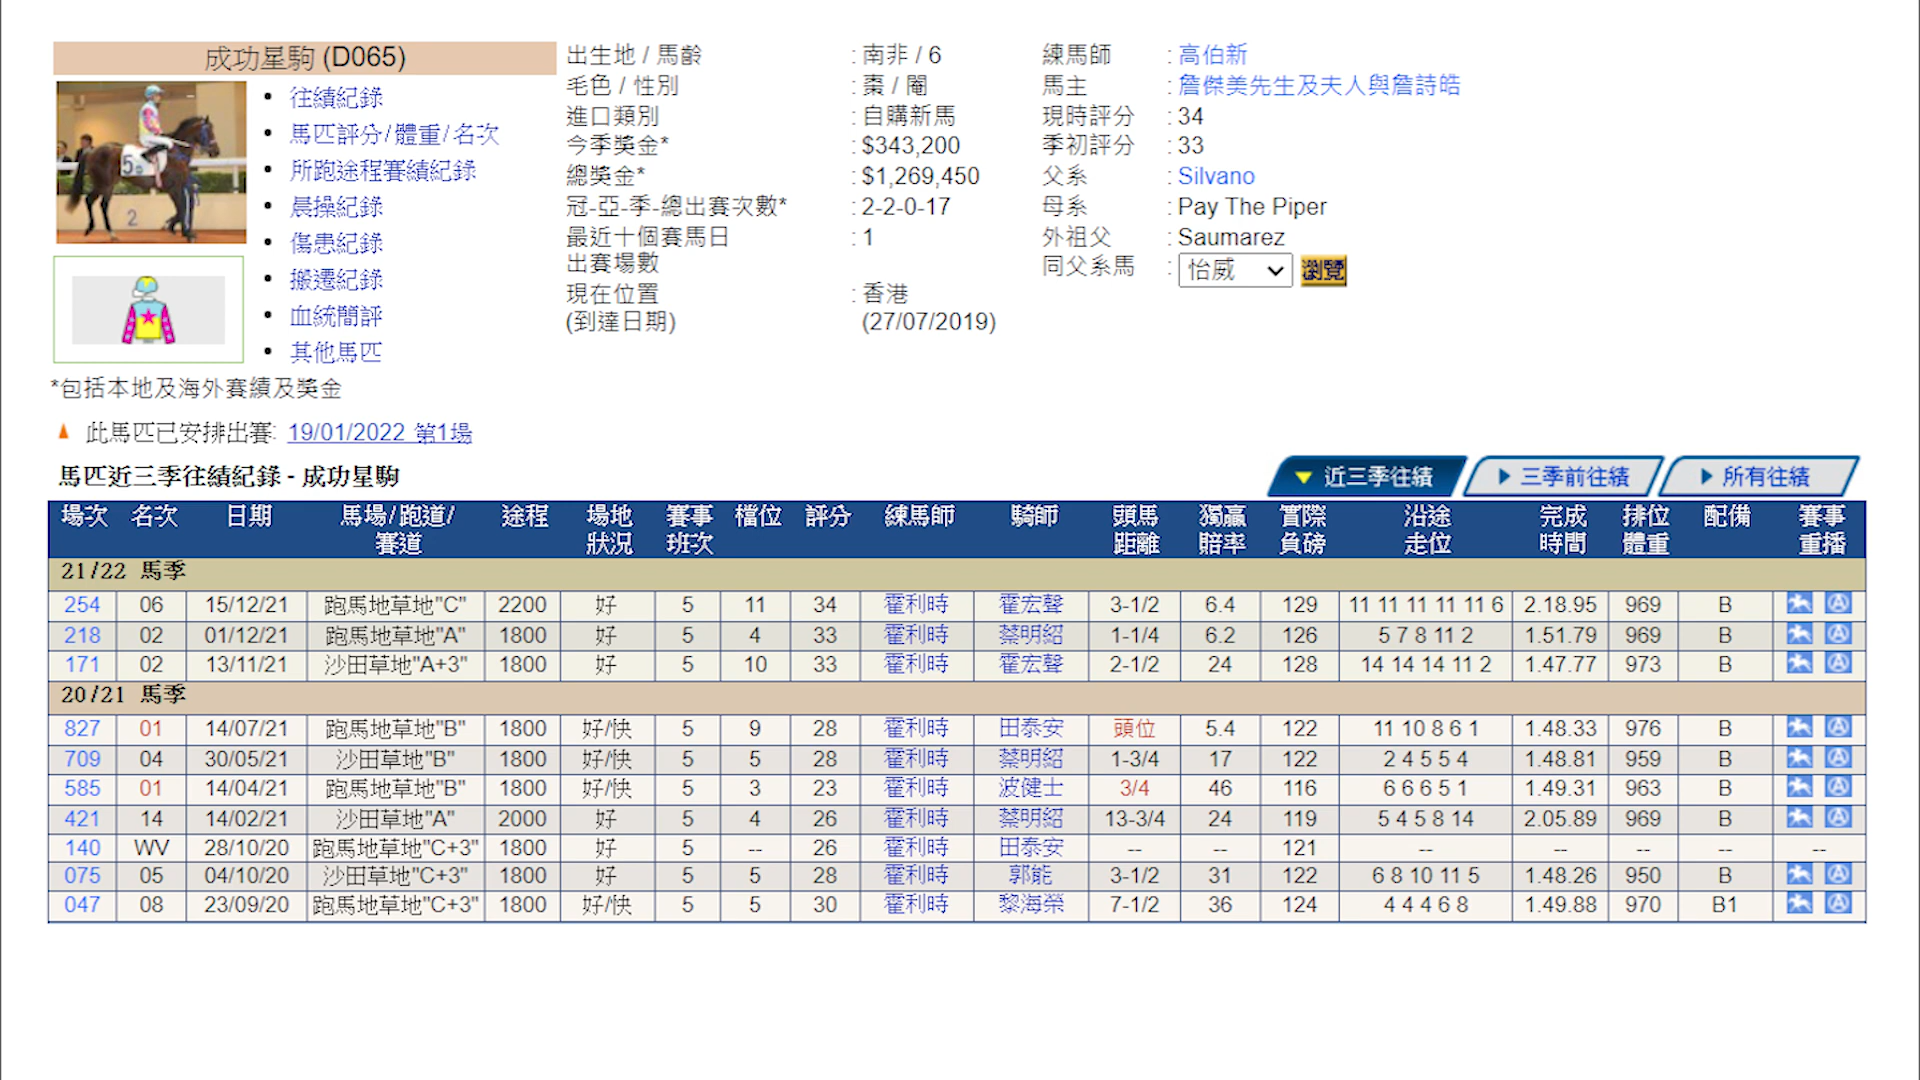 成功星駒 (D065)
往績紀錄
馬匹評分/體重/名次
所跑途程賽績紀錄
晨操紀錄
傷患紀錄
搬遷紀錄
血統簡評
其他馬匹
出生地 / 馬齡 : 南非 / 6
毛色 / 性別 : 棗 / 閹
進口類別 : 自購新馬
今季獎金* : $343,200
總獎金* : $1,269,450
冠-亞-季-總出賽次數* : 2-2-0-17
最近十個賽馬日 : 1
出賽場數
現在位置 : 香港
(到達日期) (27/07/2019)
練馬師 : 高伯新
馬主 : 詹傑美先生及夫人與詹詩皓
現時評分 : 34
季初評分 : 33
父系 : Silvano
母系 : Pay The Piper
外祖父 : Saumarez
同父系馬 : 怡威 瀏覽
*包括本地及海外賽績及獎金
此馬匹已安排出賽: 19/01/2022 第1場
馬匹近三季往績紀錄 - 成功星駒
近三季往績 三季前往績 所有往績
場次 名次 日期 馬場/跑道/賽道 途程 場地狀況 賽事班次 檔位 評分 練馬師 騎師 頭馬距離 獨贏賠率 實際負磅 沿途走位 完成時間 排位體重 配備 賽事重播
21/22 馬季
254 06 15/12/21 跑馬地草地"C" 2200 好 5 11 34 霍利時 霍宏聲 3-1/2 6.4 129 11 11 11 11 11 6 2.18.95 969 B
218 02 01/12/21 跑馬地草地"A" 1800 好 5 4 33 霍利時 蔡明紹 1-1/4 6.2 126 5 7 8 11 2 1.51.79 969 B
171 02 13/11/21 沙田草地"A+3" 1800 好 5 10 33 霍利時 霍宏聲 2-1/2 24 128 14 14 14 11 2 1.47.77 973 B
20/21 馬季
827 01 14/07/21 跑馬地草地"B" 1800 好/快 5 9 28 霍利時 田泰安 頭位 5.4 122 11 10 8 6 1 1.48.33 976 B
709 04 30/05/21 沙田草地"B" 1800 好/快 5 5 28 霍利時 蔡明紹 1-3/4 17 122 2 4 5 5 4 1.48.81 959 B
585 01 14/04/21 跑馬地草地"B" 1800 好/快 5 3 23 霍利時 波健士 3/4 46 116 6 6 6 5 1 1.49.31 963 B
421 14 14/02/21 沙田草地"A" 2000 好 5 4 26 霍利時 蔡明紹 13-3/4 24 119 5 4 5 8 14 2.05.89 969 B
140 WV 28/10/20 跑馬地草地"C+3" 1800 好 5 -- 26 霍利時 田泰安 -- -- 121 -- -- -- -- --
075 05 04/10/20 沙田草地"C+3" 1800 好 5 5 28 霍利時 郭能 3-1/2 31 122 6 8 10 11 5 1.48.26 950 B
047 08 23/09/20 跑馬地草地"C+3" 1800 好/快 5 5 30 霍利時 黎海榮 7-1/2 36 124 4 4 4 6 8 1.49.88 970 B1